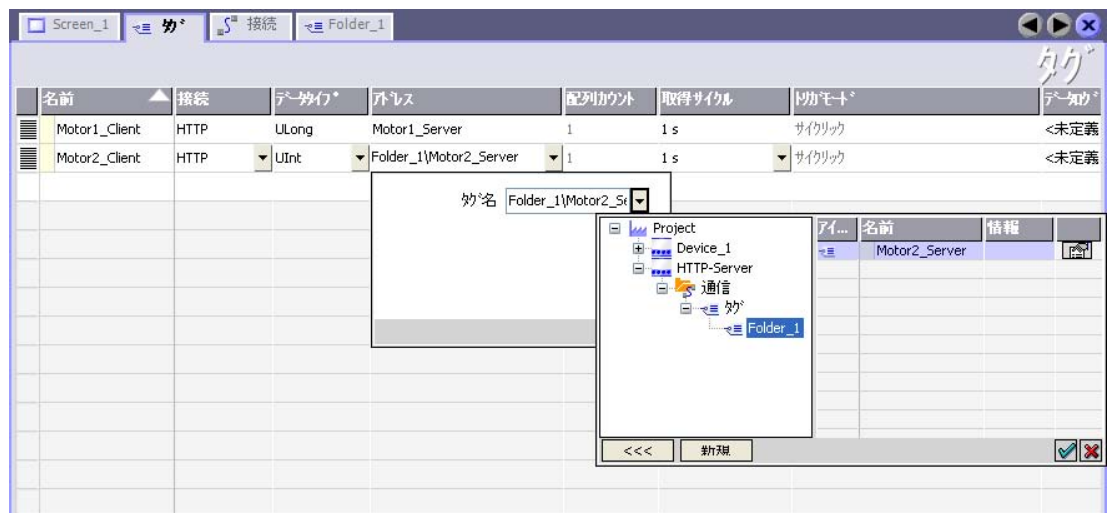 Screen_1 タグ 接続 Folder_1
タグ
名前 接続 データタイプ アドレス 配列カウント 取得サイクル トリガモード データログ
Motor1_Client HTTP ULong Motor1_Server 1 1 s サイクリック <未定義
Motor2_Client HTTP UInt Folder_1\Motor2_Server 1 1 s サイクリック <未定義
タグ名 Folder_1\Motor2_Se
Project
アイ... 名前 情報
Device_1
Motor2_Server
HTTP-Server
通信
タグ
Folder_1
<<< 新規